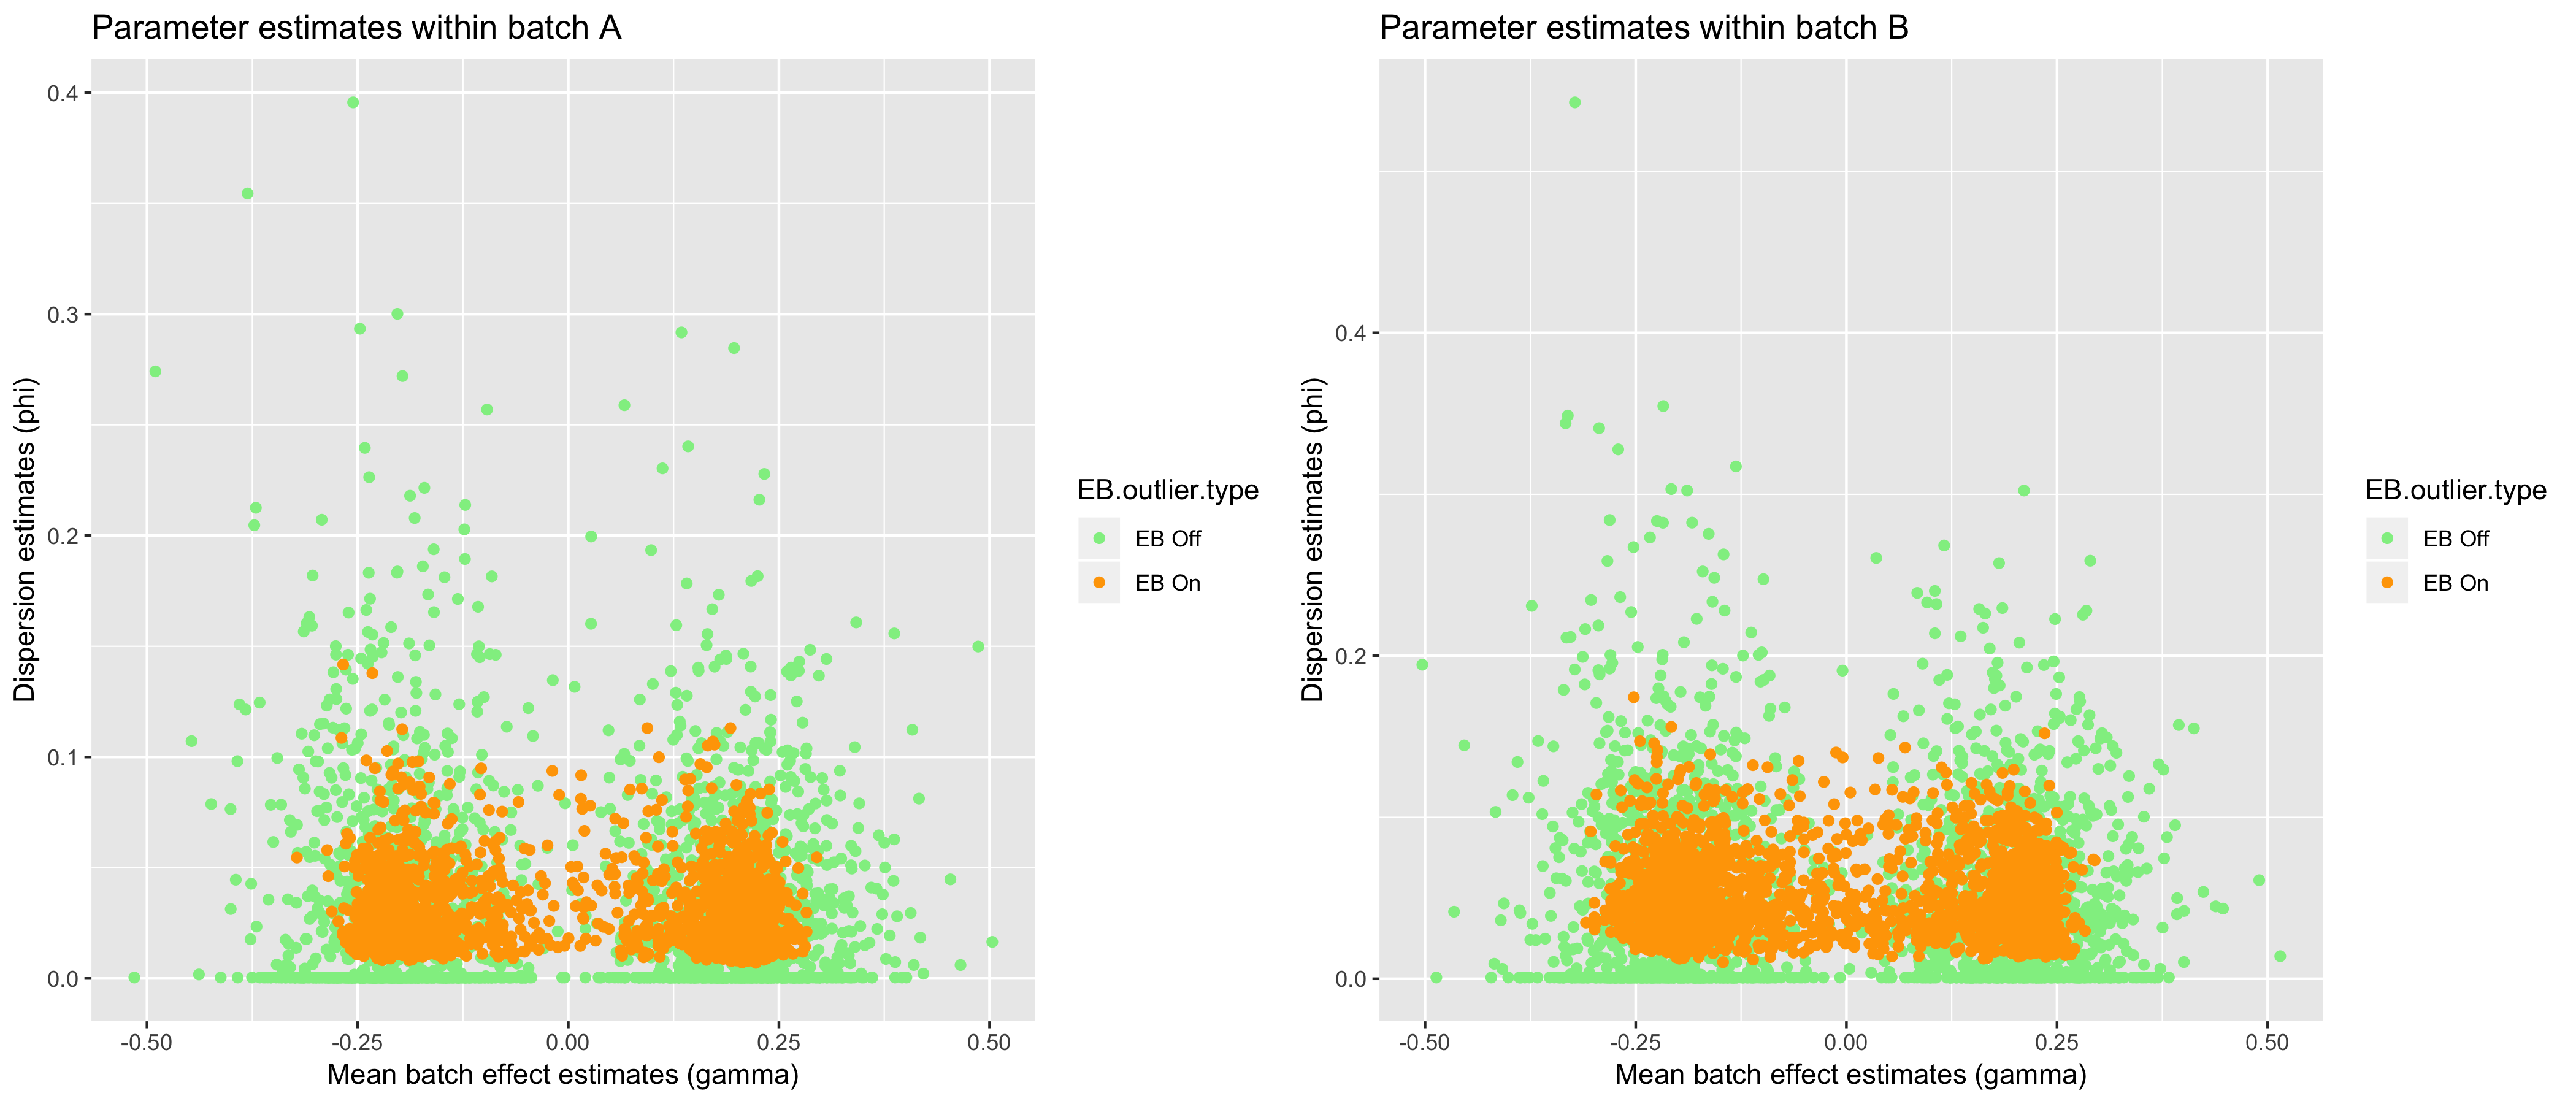 Parameter estimates within batch A
Dispersion estimates (phi)
0.4
0.3
0.2
0.1
0.0
-0.50
-0.25
0.00
0.25
0.50
Mean batch effect estimates (gamma)
EB.outlier.type
EB Off
EB On
Parameter estimates within batch B
Dispersion estimates (phi)
0.4
0.2
0.0
-0.50
-0.25
0.00
0.25
0.50
Mean batch effect estimates (gamma)
EB.outlier.type
EB Off
EB On